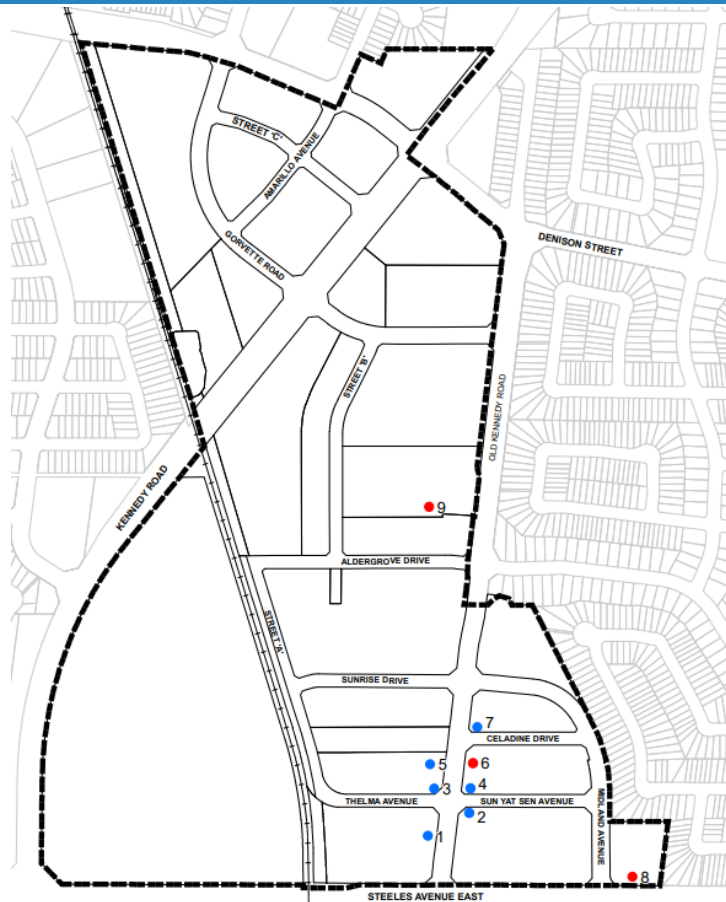 STREET 'C'
AMARILLO AVENUE
GORVETTE ROAD
DENISON STREET
STREET 'B'
OLD KENNEDY ROAD
KENNEDY ROAD
9
ALDERGROVE DRIVE
STREET 'A'
SUNRISE DRIVE
7
CELADINE DRIVE
5
6
3
4
THELMA AVENUE
SUN YAT SEN AVENUE
MIDLAND AVENUE
2
1
8
STEELES AVENUE EAST